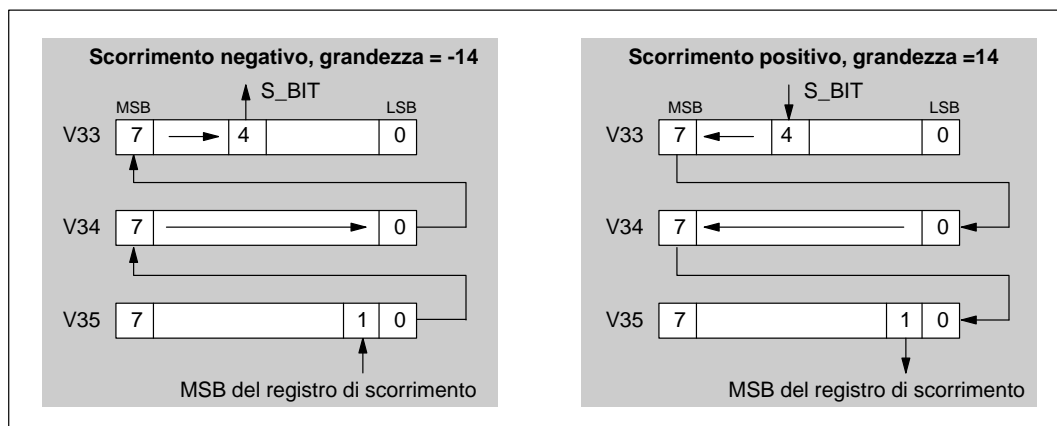 Scorrimento negativo, grandezza = -14
S_BIT
MSB
LSB
V33
7
4
0
V34
7
0
V35
7
1
0
MSB del registro di scorrimento
Scorrimento positivo, grandezza =14
S_BIT
MSB
LSB
V33
7
4
0
V34
7
0
V35
7
1
0
MSB del registro di scorrimento